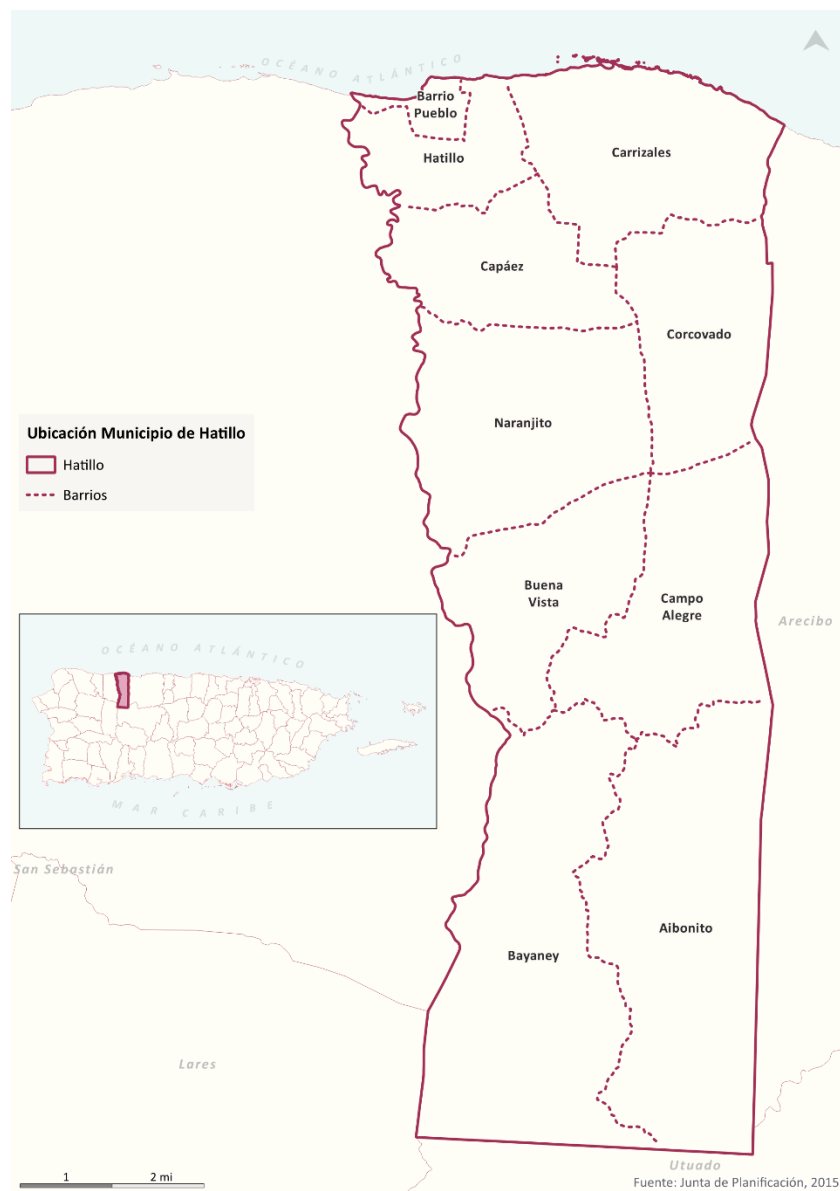 OCÉANO ATLÁNTICO
Barrio
Pueblo
Hatillo
Carrizales
Capáez
Corcovado
Naranjito
Ubicación Municipio de Hatillo
Hatillo
Barrios
Buena
Vista
Campo
Alegre
Arecibo
OCÉANO ATLÁNTICO
MAR CARIBE
San Sebastián
Aibonito
Bayaney
Lares
Utuado
1 2 mi
Fuente: Junta de Planificación, 2015